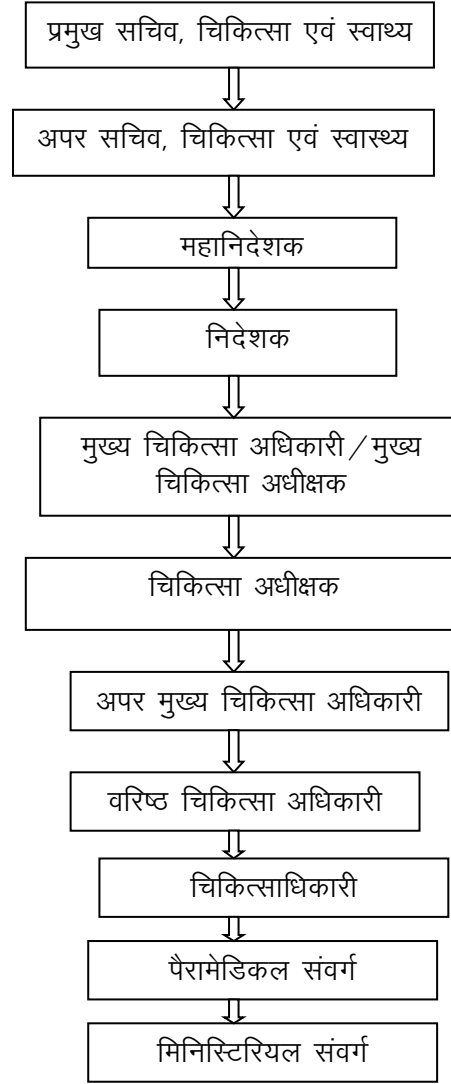 प्रमुख सचिव, चिकित्सा एवं स्वाथ्य
अपर सचिव, चिकित्सा एवं स्वास्थ्य
महानिदेशक
निदेशक
मुख्य चिकित्सा अधिकारी/मुख्य
चिकित्सा अधीक्षक
चिकित्सा अधीक्षक
अपर मुख्य चिकित्सा अधिकारी
वरिष्ठ चिकित्सा अधिकारी
चिकित्साधिकारी
पैरामेडिकल संवर्ग
मिनिस्टिरियल संवर्ग